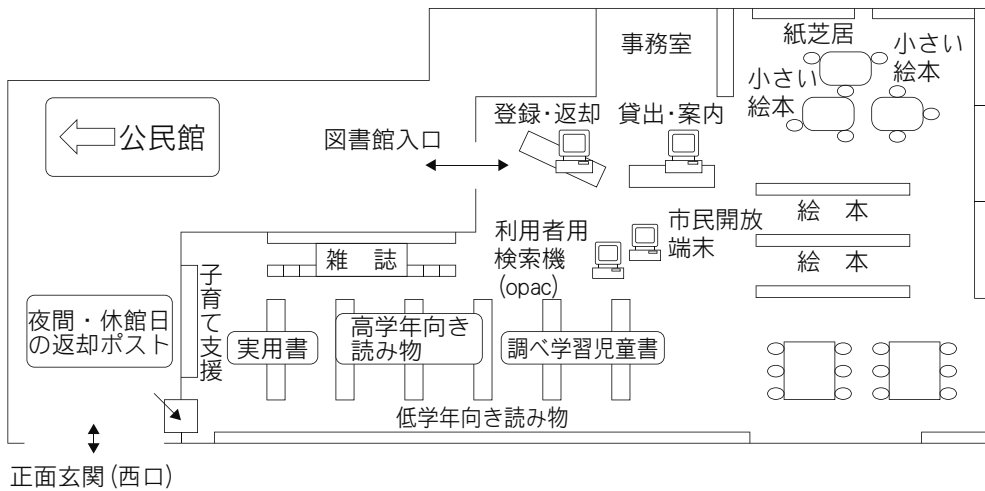 事務室
紙芝居
小さい
絵本
小さい
絵本
公民館
図書館入口
登録・返却
貸出・案内
絵　本
絵　本
利用者用
検索機
(opac)
市民開放
端末
雑　誌
子育て支援
夜間・休館日
の返却ポスト
実用書
高学年向き
読み物
調べ学習児童書
低学年向き読み物
正面玄関(西口)